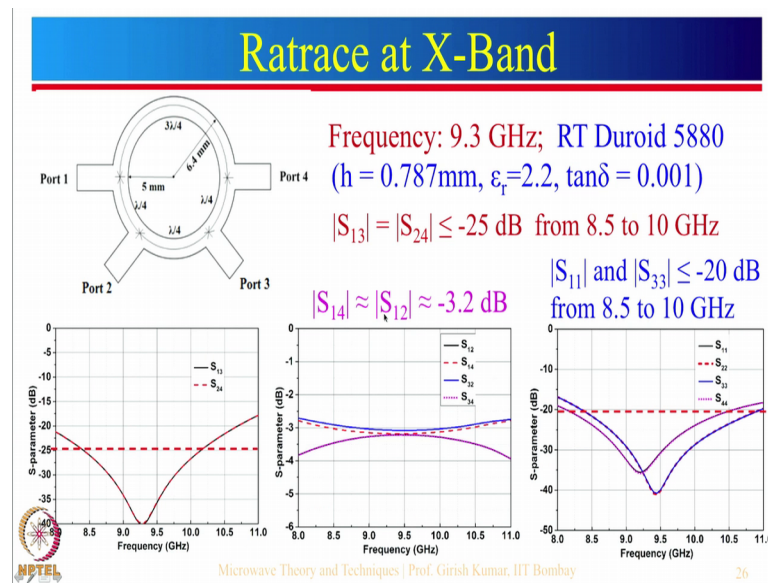 Ratrace at X-Band
3λ/4
6.4 mm
5 mm
λ/4
λ/4
λ/4
Port 1
Port 4
Port 2
Port 3
Frequency: 9.3 GHz; RT Duroid 5880
(h = 0.787mm, εr=2.2, tanδ = 0.001)
|S13| = |S24| ≤ -25 dB from 8.5 to 10 GHz
|S11| and |S33| ≤ -20 dB
from 8.5 to 10 GHz
|S14| ≈ |S12| ≈ -3.2 dB
S-parameter (dB)
0
-5
-10
-15
-20
-25
-30
-35
-40
S13
S24
8.0 8.5 9.0 9.5 10.0 10.5 11.0
Frequency (GHz)
S-parameter (dB)
0
-1
-2
-3
-4
-5
-6
S12
S14
S32
S34
8.0 8.5 9.0 9.5 10.0 10.5 11.0
Frequency (GHz)
S-parameter (dB)
0
-10
-20
-30
-40
-50
S11
S22
S33
S44
8.0 8.5 9.0 9.5 10.0 10.5 11.0
Frequency (GHz)
NPTEL
Microwave Theory and Techniques | Prof. Girish Kumar, IIT Bombay
26